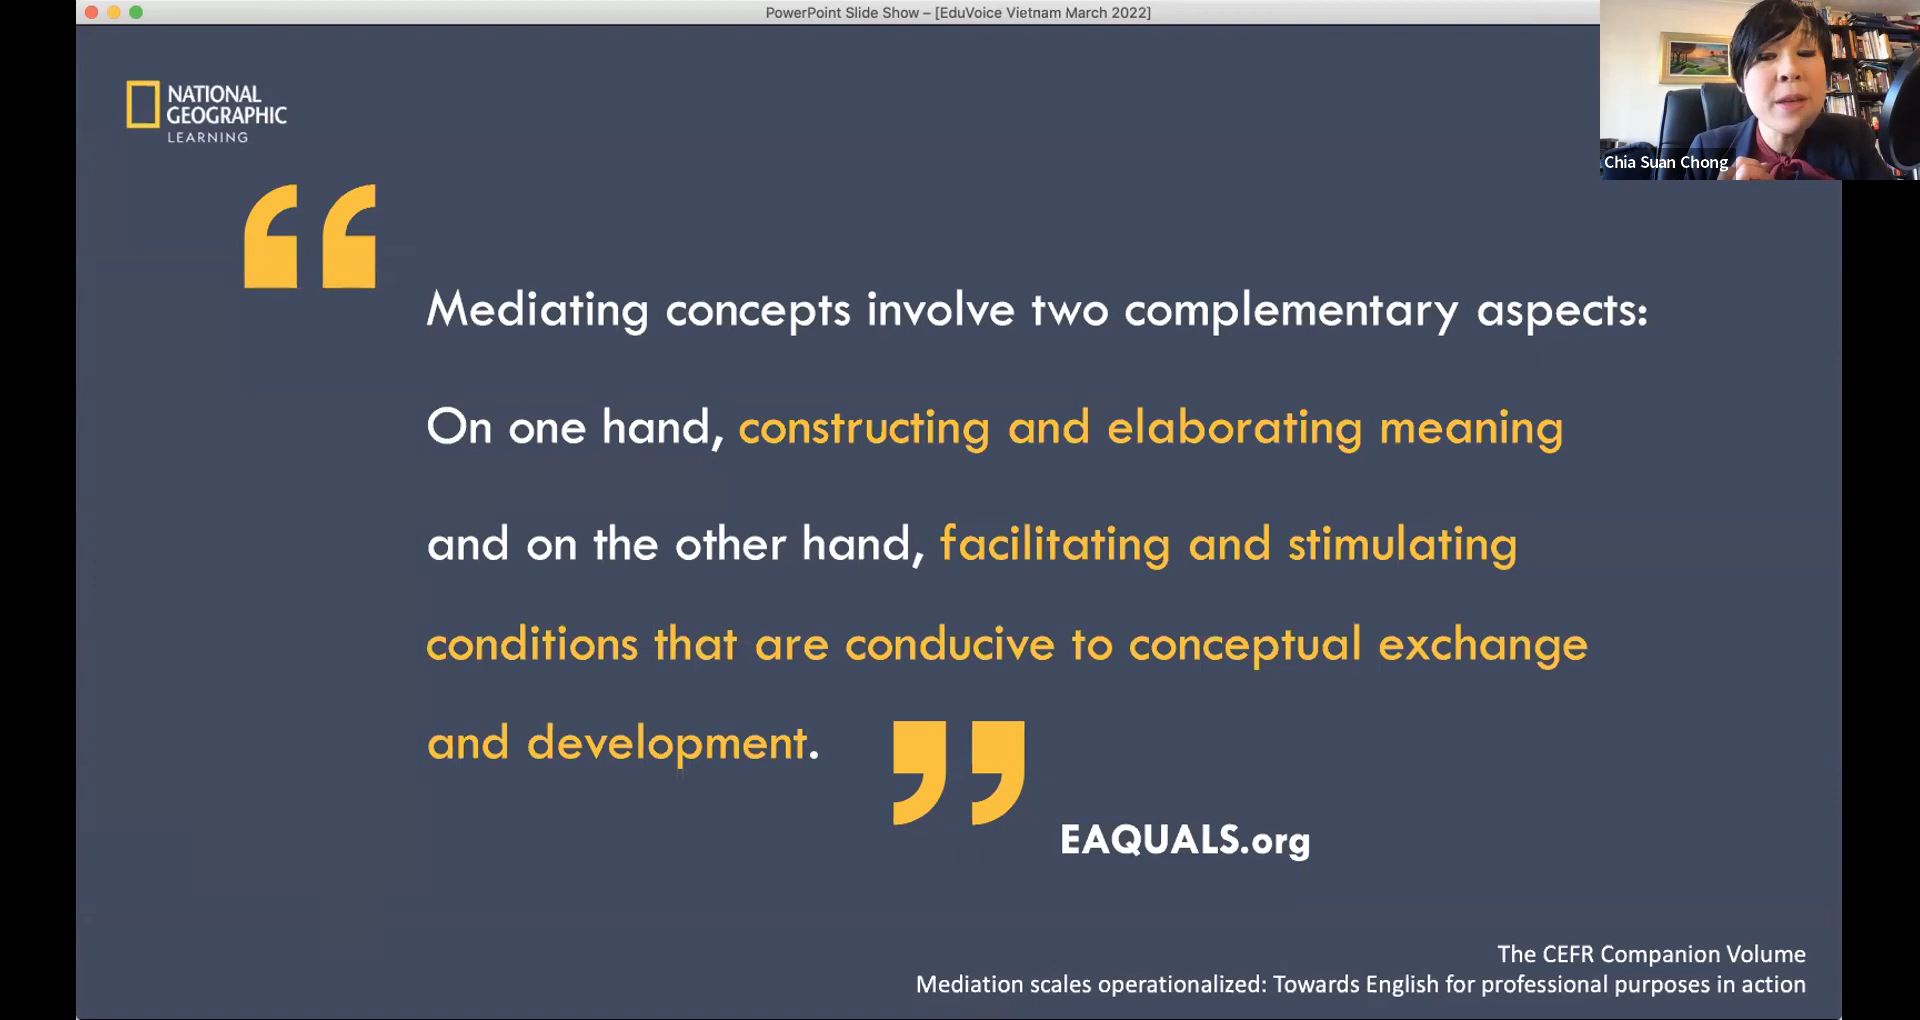 PowerPoint Slide Show – [EduVoice Vietnam March 2022]
NATIONAL
GEOGRAPHIC
LEARNING
Chia Suan Chong
“
Mediating concepts involve two complementary aspects:
On one hand, constructing and elaborating meaning
and on the other hand, facilitating and stimulating
conditions that are conducive to conceptual exchange
and development.
”
EAQUALS.org
The CEFR Companion Volume
Mediation scales operationalized: Towards English for professional purposes in action